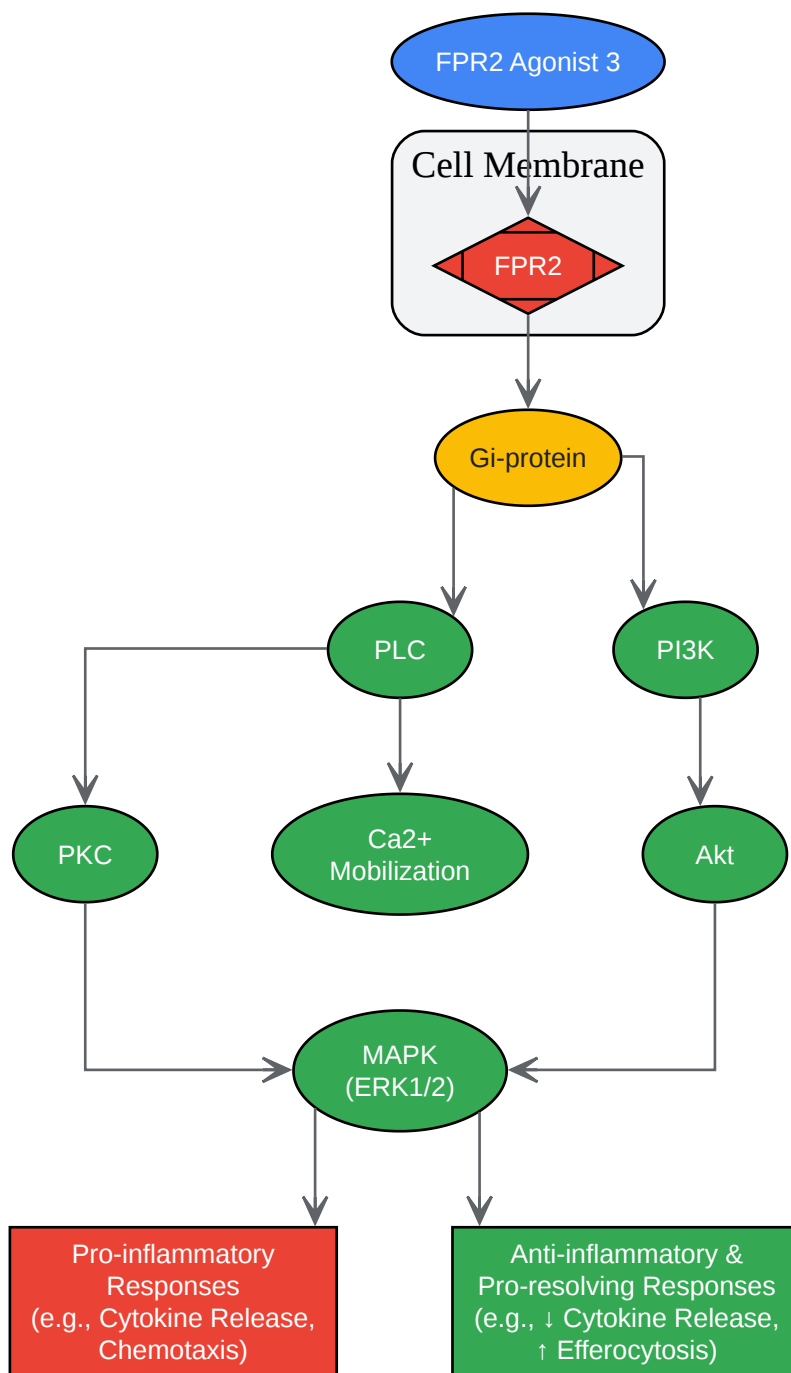 FPR2 Agonist 3
Cell Membrane
FPR2
Gi-protein
PLC
PI3K
PKC
Ca2+
Mobilization
Akt
MAPK
(ERK1/2)
Pro-inflammatory
Responses
(e.g., Cytokine Release,
Chemotaxis)
Anti-inflammatory &
Pro-resolving Responses
(e.g., ↓ Cytokine Release,
↑ Efferocytosis)